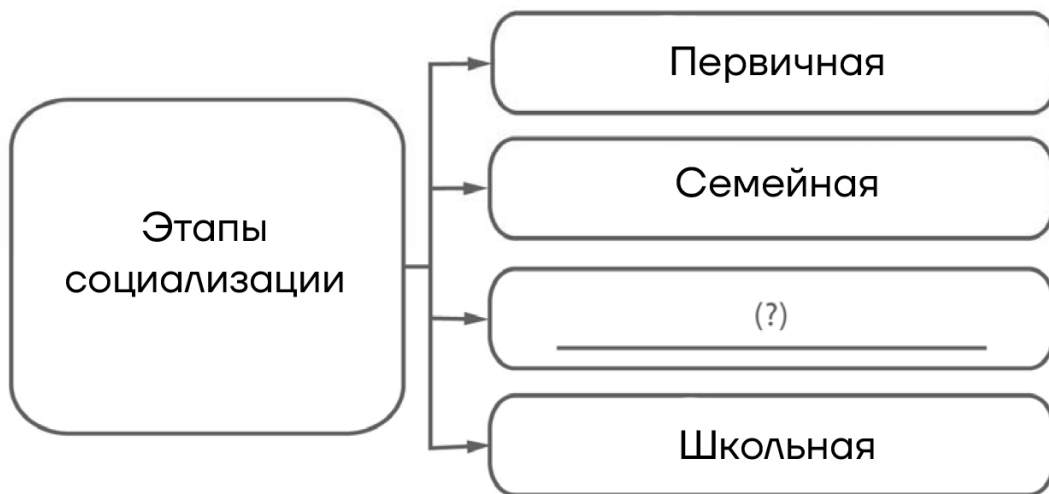 Этапы
социализации
Первичная
Семейная
(?)
Школьная